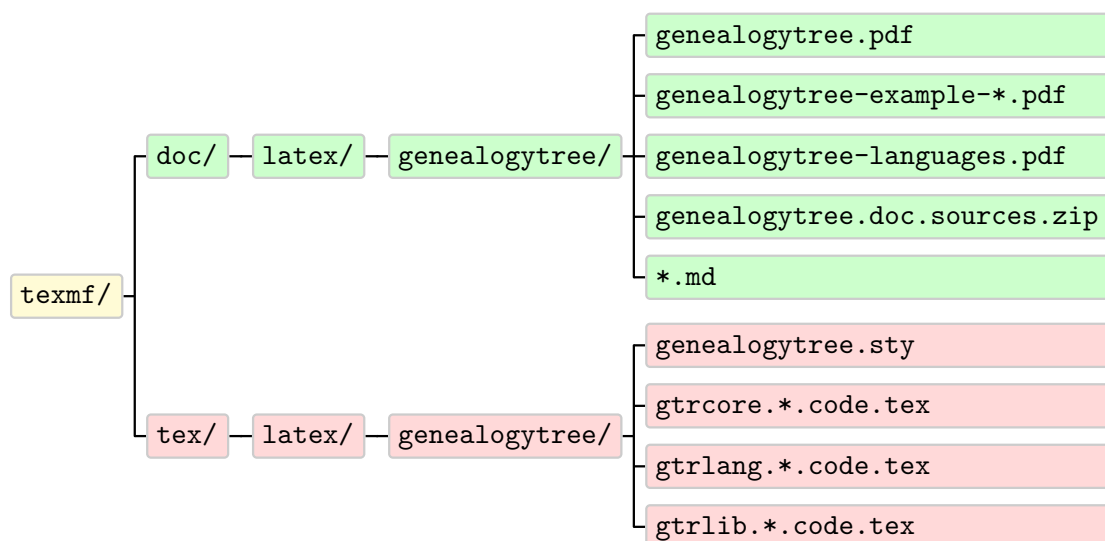 genealogytree.pdf
genealogytree-example-*.pdf
doc/ latex/ genealogytree/ genealogytree-languages.pdf
genealogytree.doc.sources.zip
*.md
texmf/
genealogytree.sty
gtrcore.*.code.tex
tex/ latex/ genealogytree/
gtrlang.*.code.tex
gtrlib.*.code.tex